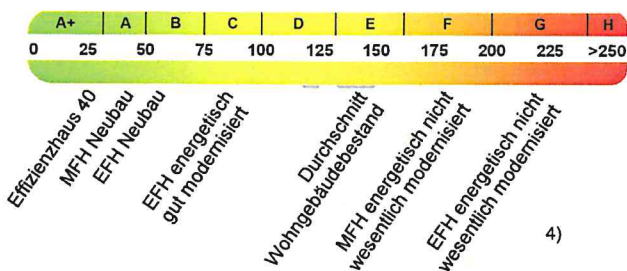 A+ A B C D E F G H
0 25 50 75 100 125 150 175 200 225 >250
Effizienzhaus 40
MFH Neubau
EFH Neubau
EFH energetisch
gut modernisiert
Durchschnitt
Wohngebäudebestand
MFH energetisch nicht
wesentlich modernisiert
EFH energetisch nicht
wesentlich modernisiert
4)